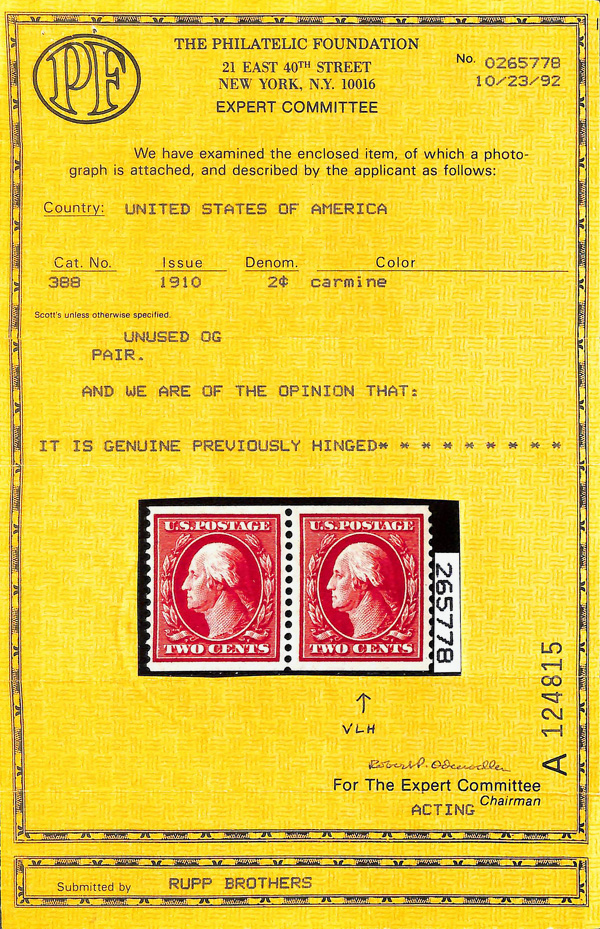 PF
THE PHILATELIC FOUNDATION
21 EAST 40TH STREET
NEW YORK, N.Y. 10016
EXPERT COMMITTEE
No. 0265778
10/23/92
We have examined the enclosed item, of which a photo-
graph is attached, and described by the applicant as follows:
Country: UNITED STATES OF AMERICA
Cat. No. Issue Denom. Color
388 1910 2¢ carmine
Scott's unless otherwise specified.
UNUSED OG
PAIR.
AND WE ARE OF THE OPINION THAT:
IT IS GENUINE PREVIOUSLY HINGED* * * * * * * * *
U.S. POSTAGE U.S. POSTAGE
TWO CENTS TWO CENTS
265778
VLH
A 124815
For The Expert Committee
Chairman
ACTING
Submitted by RUPP BROTHERS